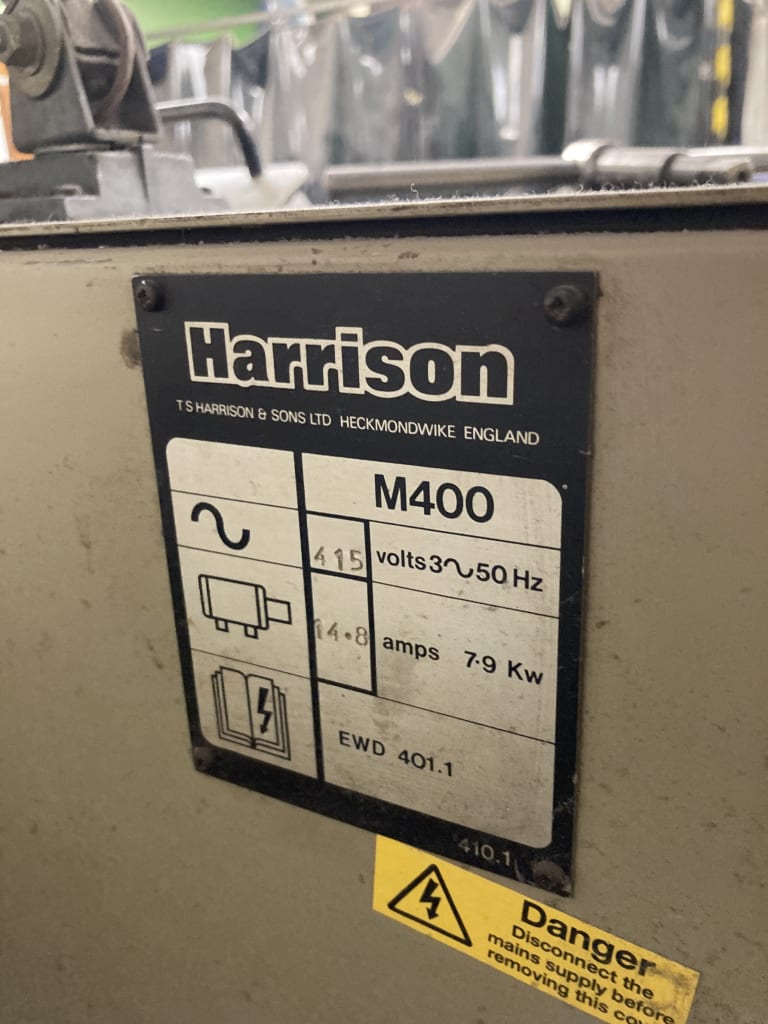 Harrison
T S HARRISON & SONS LTD HECKMONDWIKE ENGLAND
M400
415 volts 3∿50 Hz
14·8 amps 7·9 Kw
EWD 401.1
410.1
Danger
Disconnect the
mains supply before
removing this